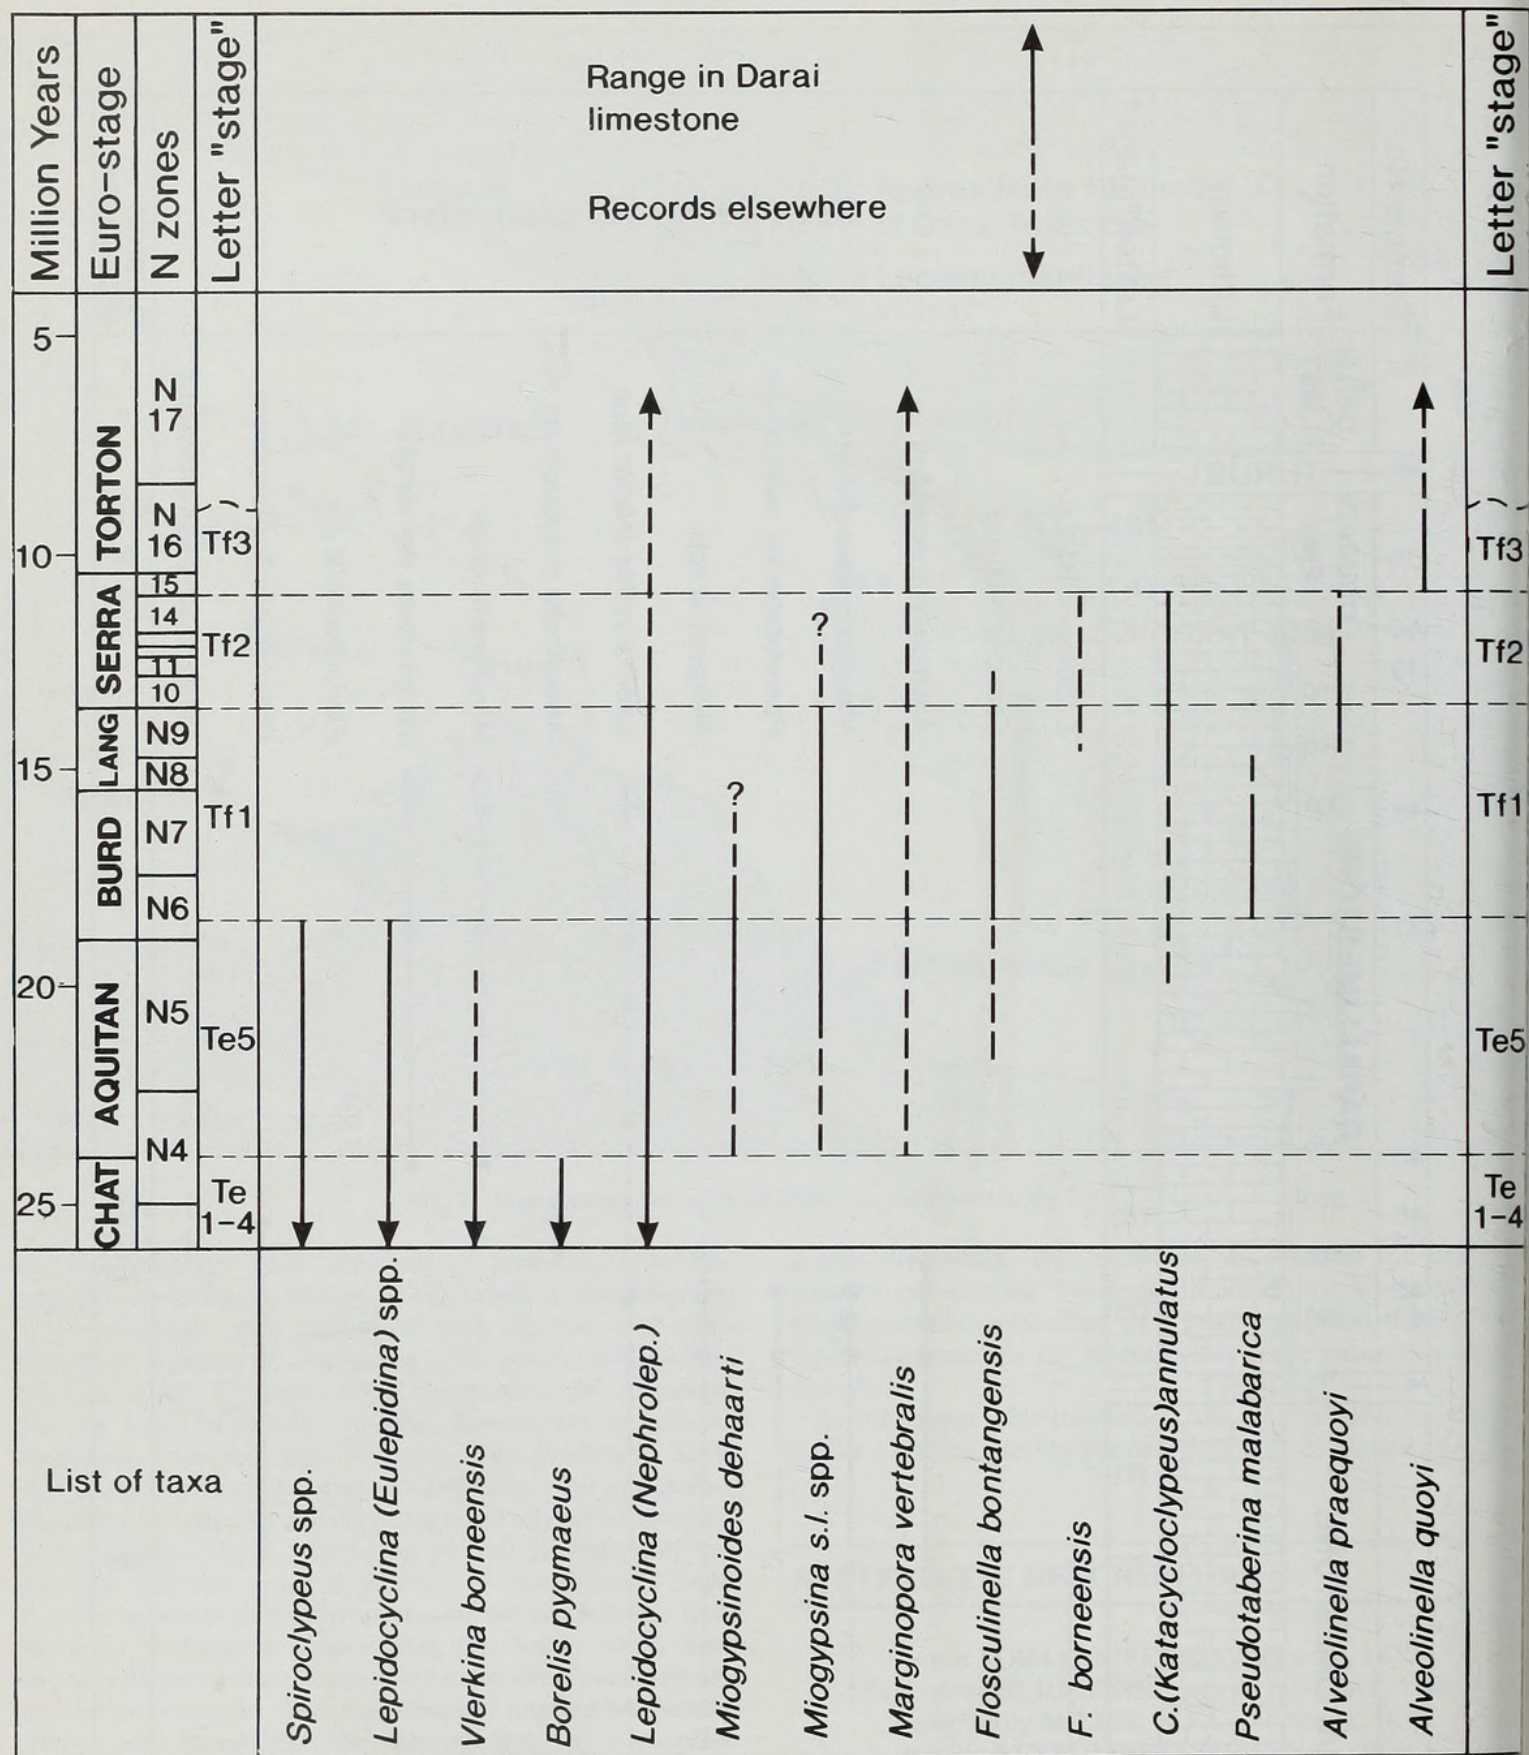 Million Years
Euro-stage
N zones
Letter "stage"
Range in Darai
limestone
Records elsewhere
Letter "stage"
5
10
15
20
25
TORTON
SERRA
LANG
BURD
AQUITAN
CHAT
N
17
N
16
15
14
11
10
N9
N8
N7
N6
N5
N4
Tf3
Tf2
Tf1
Te5
Te
1-4
?
?
Tf3
Tf2
Tf1
Te5
Te
1-4
List of taxa
Spiroclypeus spp.
Lepidocyclina (Eulepidina) spp.
Vlerkina borneensis
Borelis pygmaeus
Lepidocyclina (Nephrolep.)
Miogypsinoides dehaarti
Miogypsina s.l. spp.
Marginopora vertebralis
Flosculinella bontangensis
F. borneensis
C.(Katacycloclypeus)annulatus
Pseudotaberina malabarica
Alveolinella praequoyi
Alveolinella quoyi